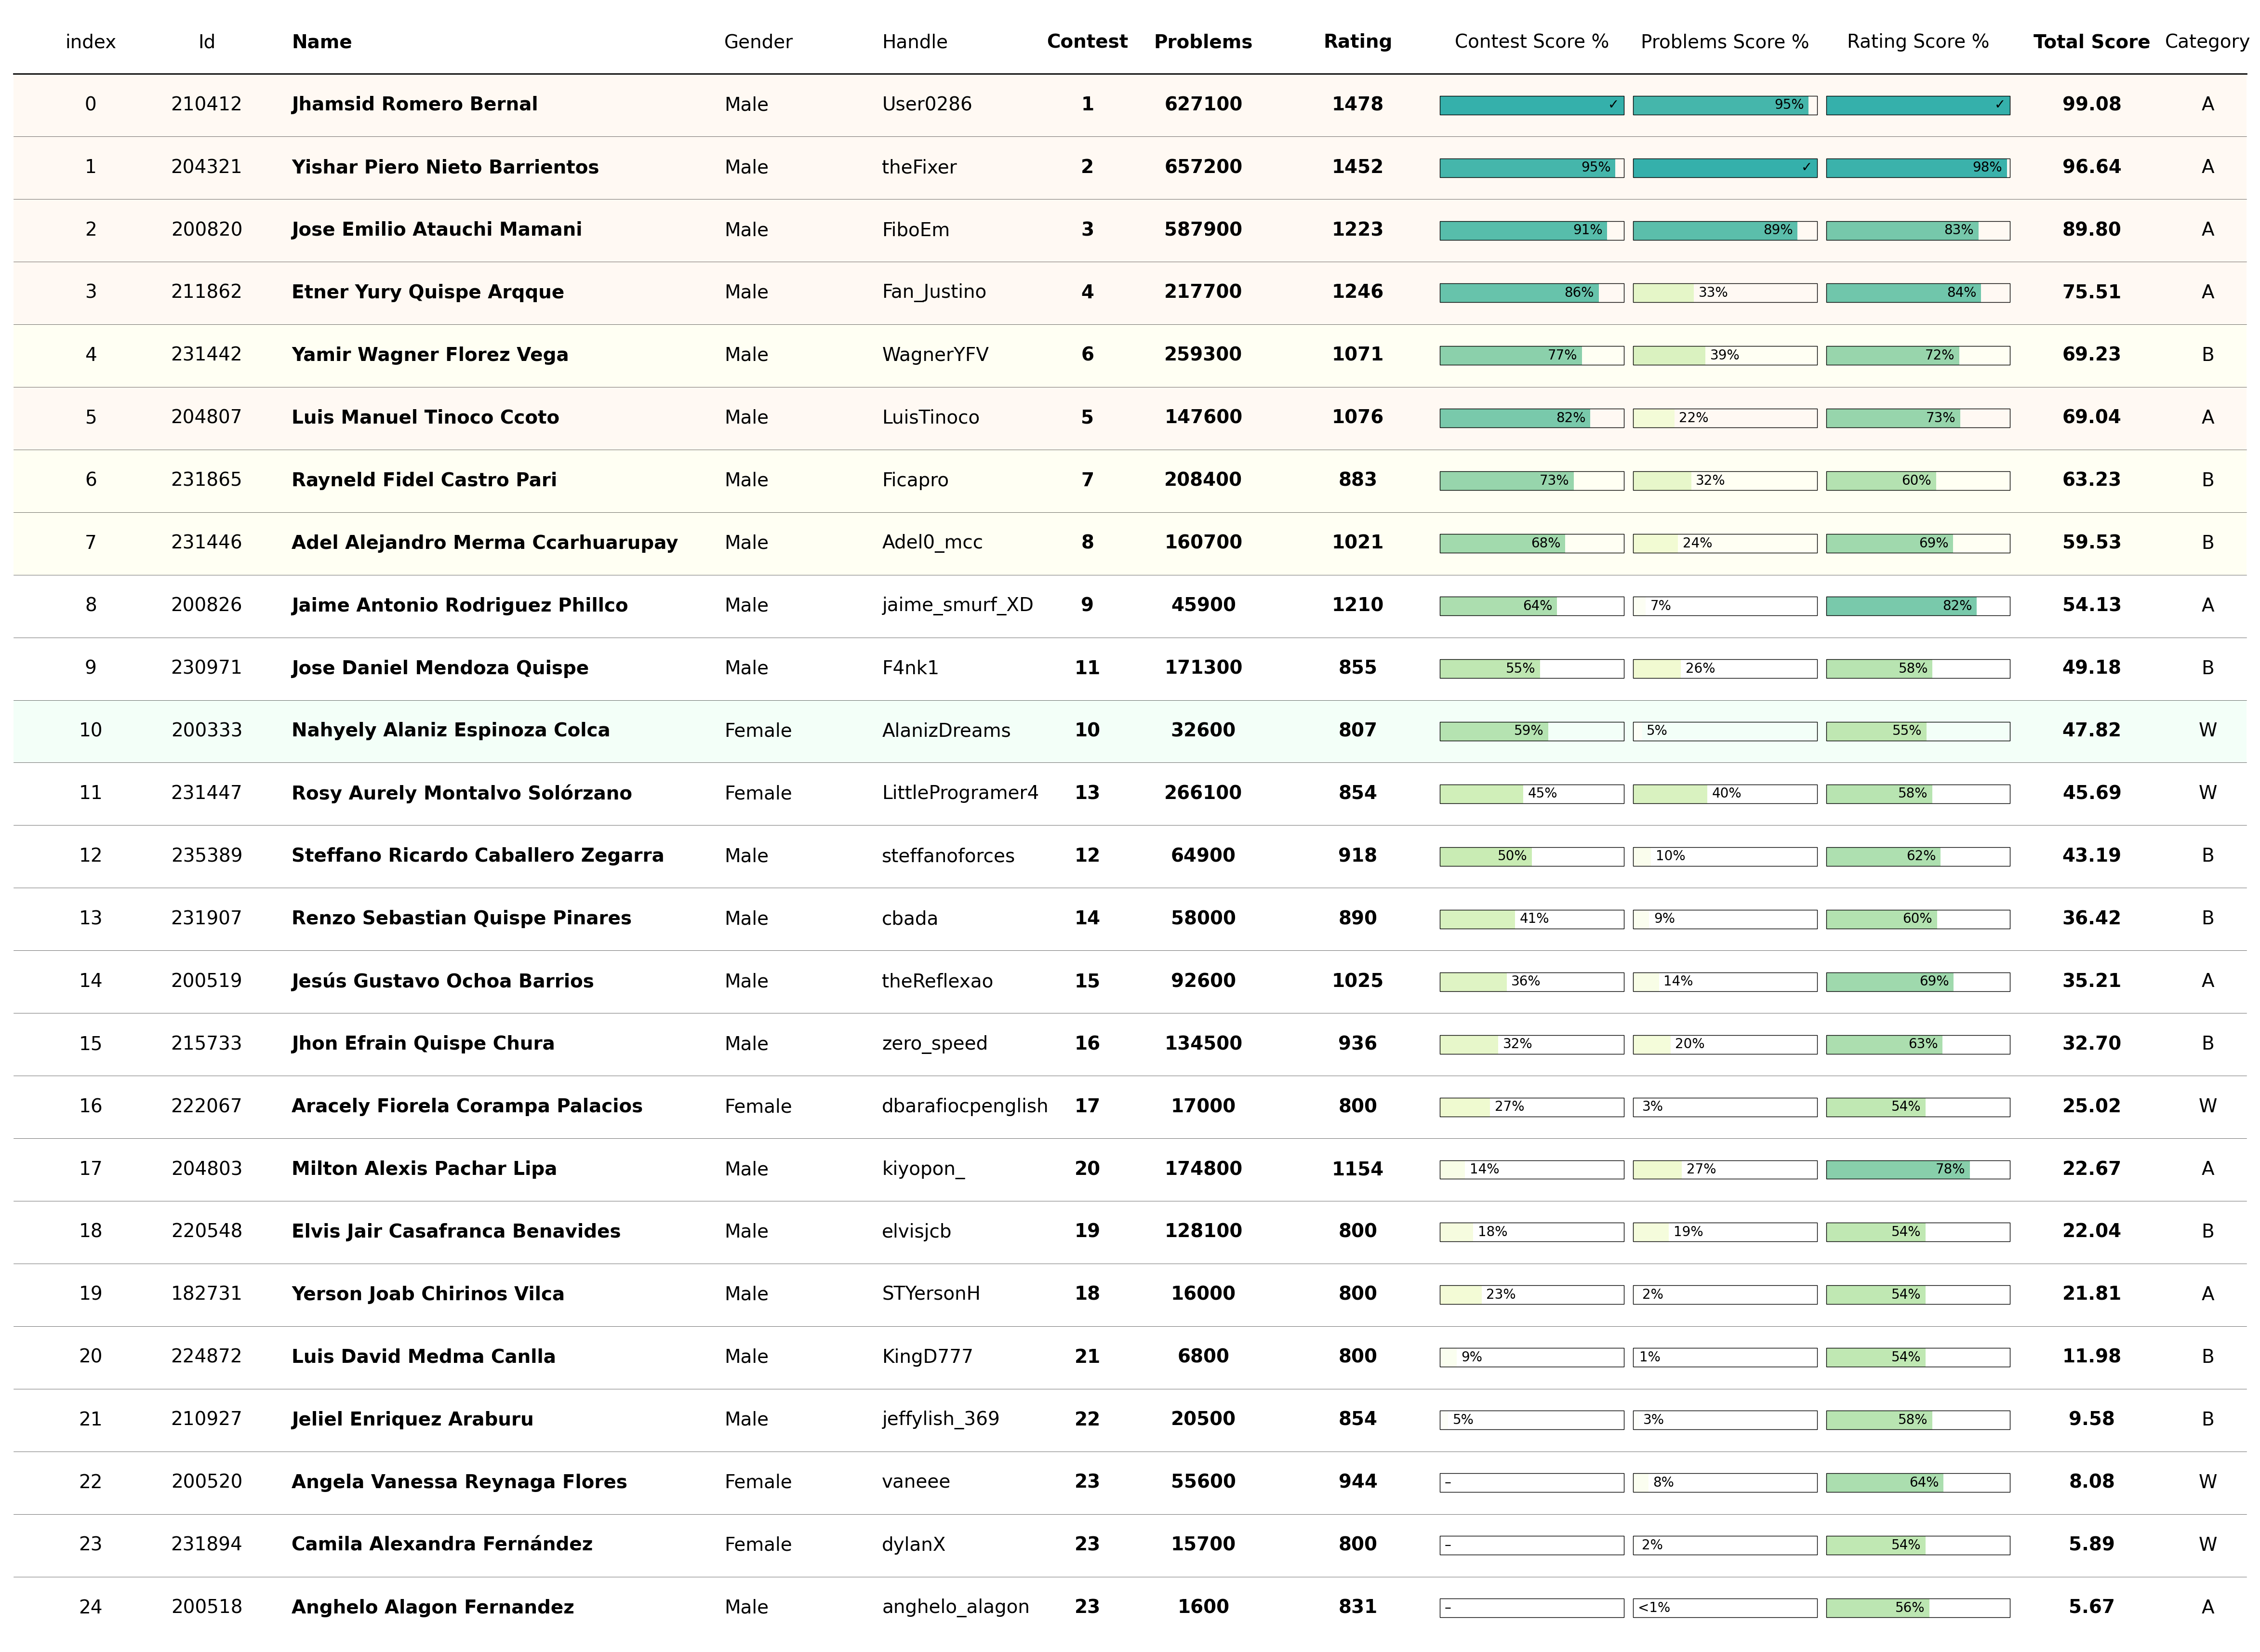 index Id Name Gender Handle Contest Problems Rating Contest Score % Problems Score % Rating Score % Total Score Category
0 210412 Jhamsid Romero Bernal Male User0286 1 627100 1478 ✓ 95% ✓ 99.08 A
1 204321 Yishar Piero Nieto Barrientos Male theFixer 2 657200 1452 95% ✓ 98% 96.64 A
2 200820 Jose Emilio Atauchi Mamani Male FiboEm 3 587900 1223 91% 89% 83% 89.80 A
3 211862 Etner Yury Quispe Arqque Male Fan_Justino 4 217700 1246 86% 33% 84% 75.51 A
4 231442 Yamir Wagner Florez Vega Male WagnerYFV 6 259300 1071 77% 39% 72% 69.23 B
5 204807 Luis Manuel Tinoco Ccoto Male LuisTinoco 5 147600 1076 82% 22% 73% 69.04 A
6 231865 Rayneld Fidel Castro Pari Male Ficapro 7 208400 883 73% 32% 60% 63.23 B
7 231446 Adel Alejandro Merma Ccarhuarupay Male Adel0_mcc 8 160700 1021 68% 24% 69% 59.53 B
8 200826 Jaime Antonio Rodriguez Phillco Male jaime_smurf_XD 9 45900 1210 64% 7% 82% 54.13 A
9 230971 Jose Daniel Mendoza Quispe Male F4nk1 11 171300 855 55% 26% 58% 49.18 B
10 200333 Nahyely Alaniz Espinoza Colca Female AlanizDreams 10 32600 807 59% 5% 55% 47.82 W
11 231447 Rosy Aurely Montalvo Solórzano Female LittleProgramer4 13 266100 854 45% 40% 58% 45.69 W
12 235389 Steffano Ricardo Caballero Zegarra Male steffanoforces 12 64900 918 50% 10% 62% 43.19 B
13 231907 Renzo Sebastian Quispe Pinares Male cbada 14 58000 890 41% 9% 60% 36.42 B
14 200519 Jesús Gustavo Ochoa Barrios Male theReflexao 15 92600 1025 36% 14% 69% 35.21 A
15 215733 Jhon Efrain Quispe Chura Male zero_speed 16 134500 936 32% 20% 63% 32.70 B
16 222067 Aracely Fiorela Corampa Palacios Female dbarafiocpenglish 17 17000 800 27% 3% 54% 25.02 W
17 204803 Milton Alexis Pachar Lipa Male kiyopon_ 20 174800 1154 14% 27% 78% 22.67 A
18 220548 Elvis Jair Casafranca Benavides Male elvisjcb 19 128100 800 18% 19% 54% 22.04 B
19 182731 Yerson Joab Chirinos Vilca Male STYersonH 18 16000 800 23% 2% 54% 21.81 A
20 224872 Luis David Medma Canlla Male KingD777 21 6800 800 9% 1% 54% 11.98 B
21 210927 Jeliel Enriquez Araburu Male jeffylish_369 22 20500 854 5% 3% 58% 9.58 B
22 200520 Angela Vanessa Reynaga Flores Female vaneee 23 55600 944 – 8% 64% 8.08 W
23 231894 Camila Alexandra Fernández Female dylanX 23 15700 800 – 2% 54% 5.89 W
24 200518 Anghelo Alagon Fernandez Male anghelo_alagon 23 1600 831 – <1% 56% 5.67 A